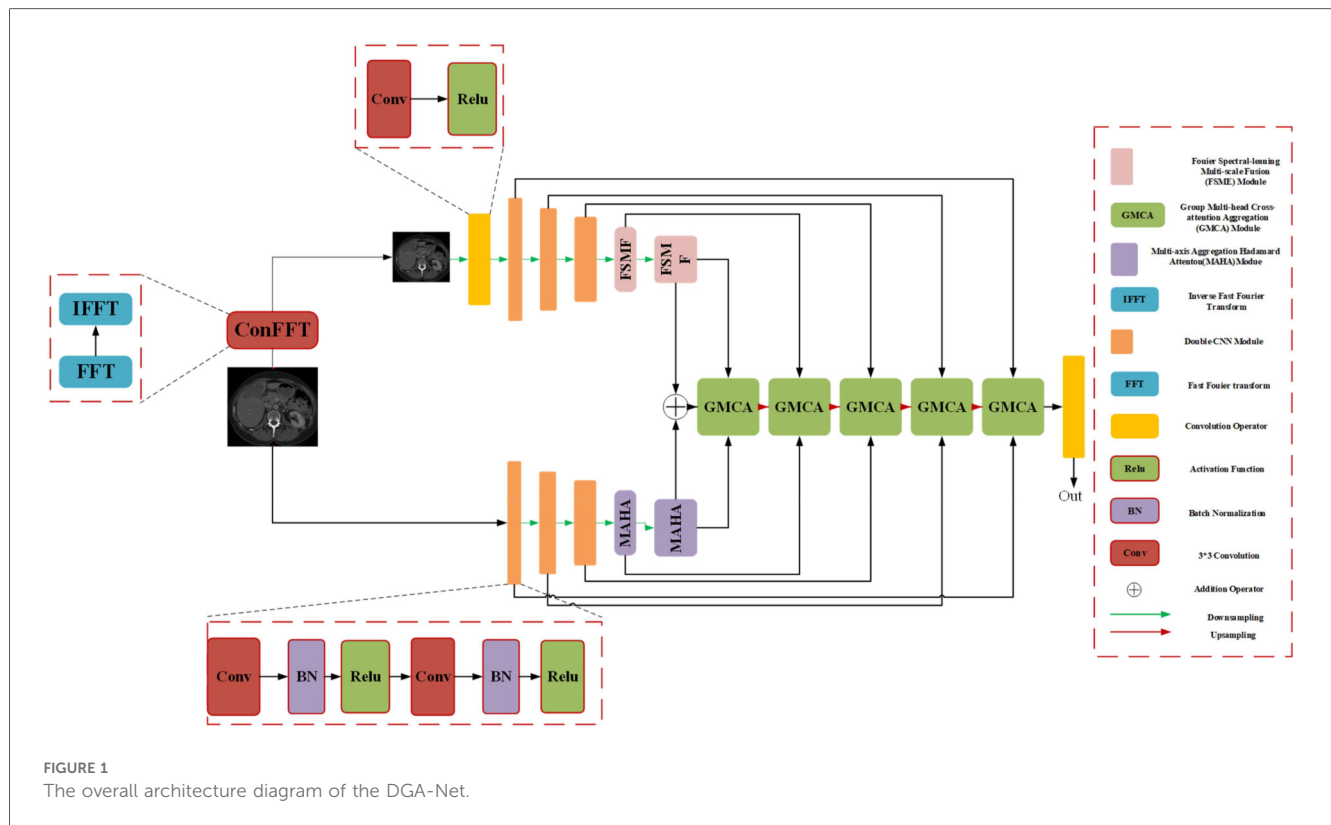 Conv
Relu
IFFT
FFT
ConFFT
FSMF
FSM
F
GMCA
GMCA
GMCA
GMCA
GMCA
Out
MAHA
MAHA
Conv
BN
Relu
Conv
BN
Relu
Fouier Spectral-leanning
Multi-scale Fusion
(FSME) Module
GMCA
Group Multi-head Cross-
attention Aggregation
(GMCA) Module
Multi-axis Aggregation Hadamard
Attenton(MAHA)Modue
IFFT
Inverse Fast Fourier
Transform
Double CNN Module
FFT
Fast Fourier transform
Convolution Operator
Relu
Activation Function
BN
Batch Normalization
Conv
3*3 Convolution
Addition Operator
Downsampling
Upsampling
FIGURE 1
The overall architecture diagram of the DGA-Net.